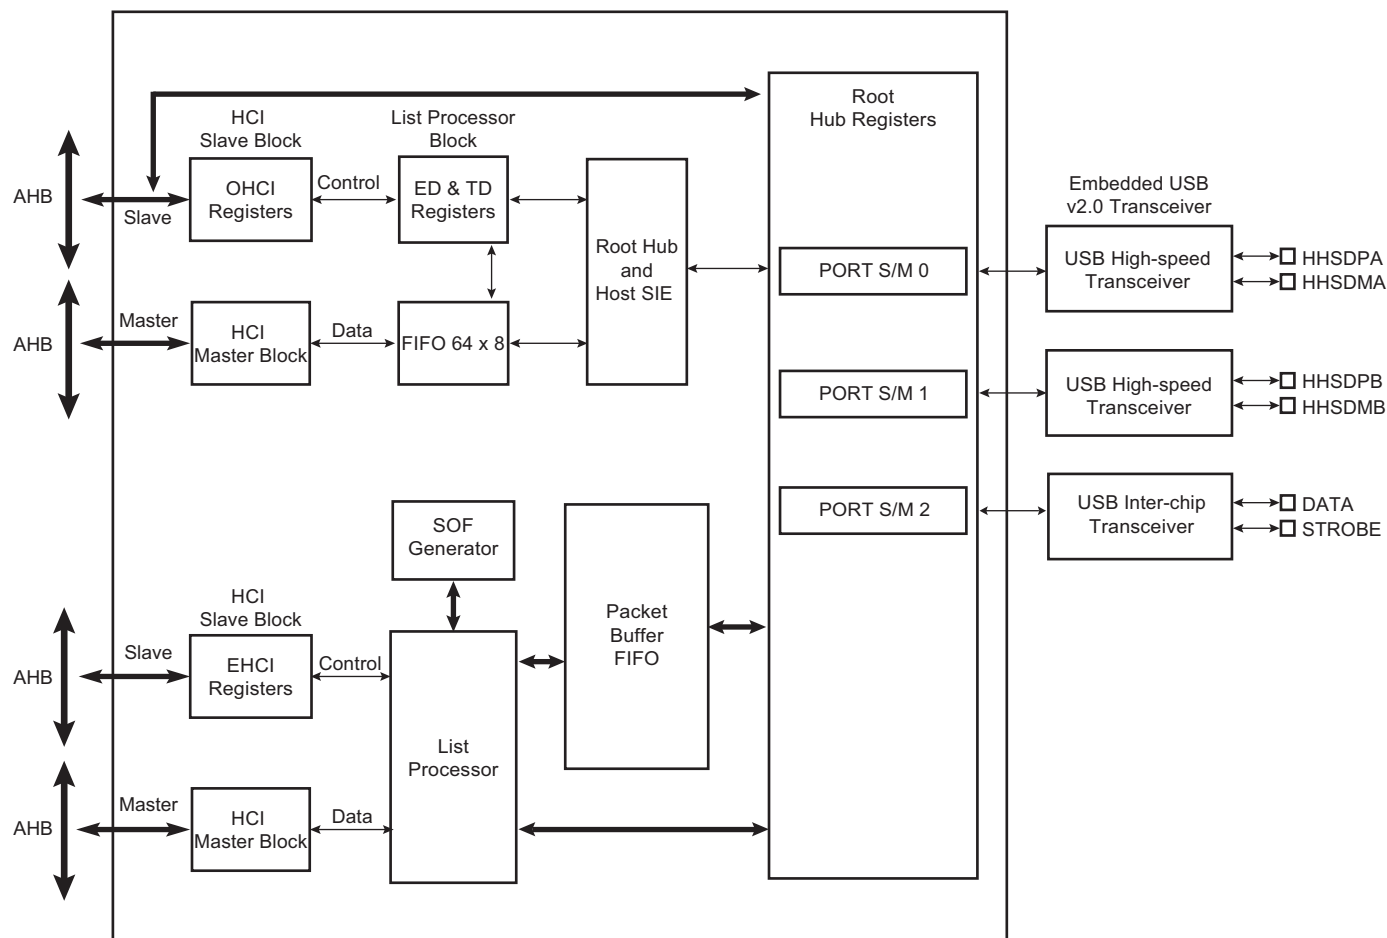 Root
Hub Registers
HCI
Slave Block
List Processor
Block
AHB
Slave
OHCI
Registers
Control
ED & TD
Registers
Root Hub
and
Host SIE
PORT S/M 0
Embedded USB
v2.0 Transceiver
USB High-speed
Transceiver
HHSDPA
HHSDMA
AHB
Master
HCI
Master Block
Data
FIFO 64 x 8
PORT S/M 1
USB High-speed
Transceiver
HHSDPB
HHSDMB
PORT S/M 2
USB Inter-chip
Transceiver
DATA
STROBE
SOF
Generator
Packet
Buffer
FIFO
HCI
Slave Block
AHB
Slave
EHCI
Registers
Control
List
Processor
AHB
Master
HCI
Master Block
Data